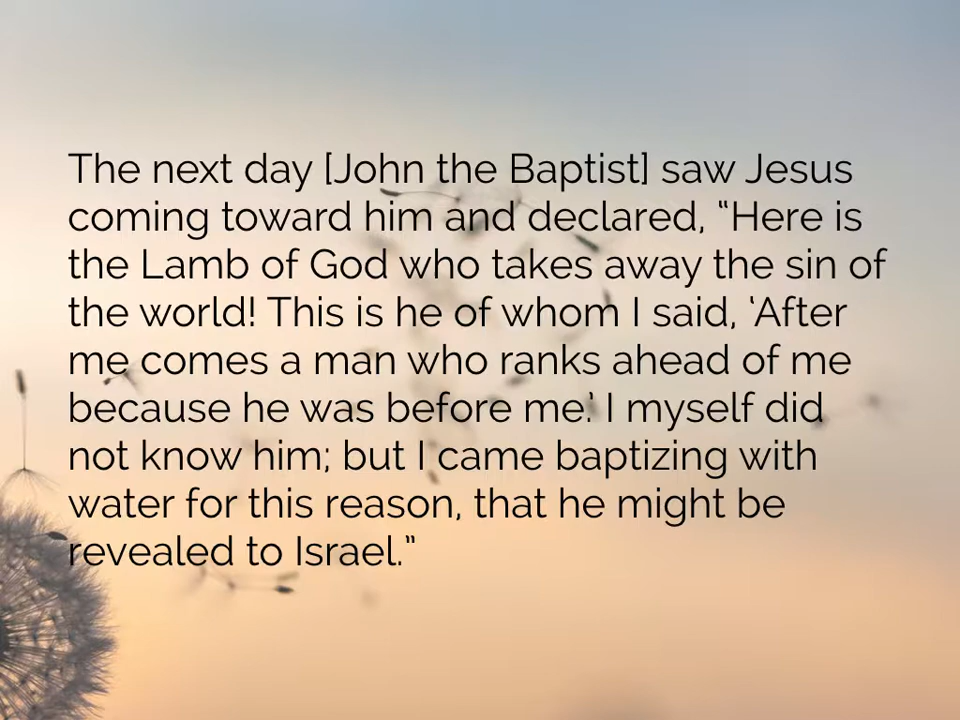 The next day [John the Baptist] saw Jesus
coming toward him and declared, “Here is
the Lamb of God who takes away the sin of
the world! This is he of whom I said, ‘After
me comes a man who ranks ahead of me
because he was before me.’ I myself did
not know him; but I came baptizing with
water for this reason, that he might be
revealed to Israel.”